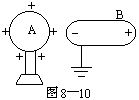 +
+ A + B
- +
+ +
图8—10